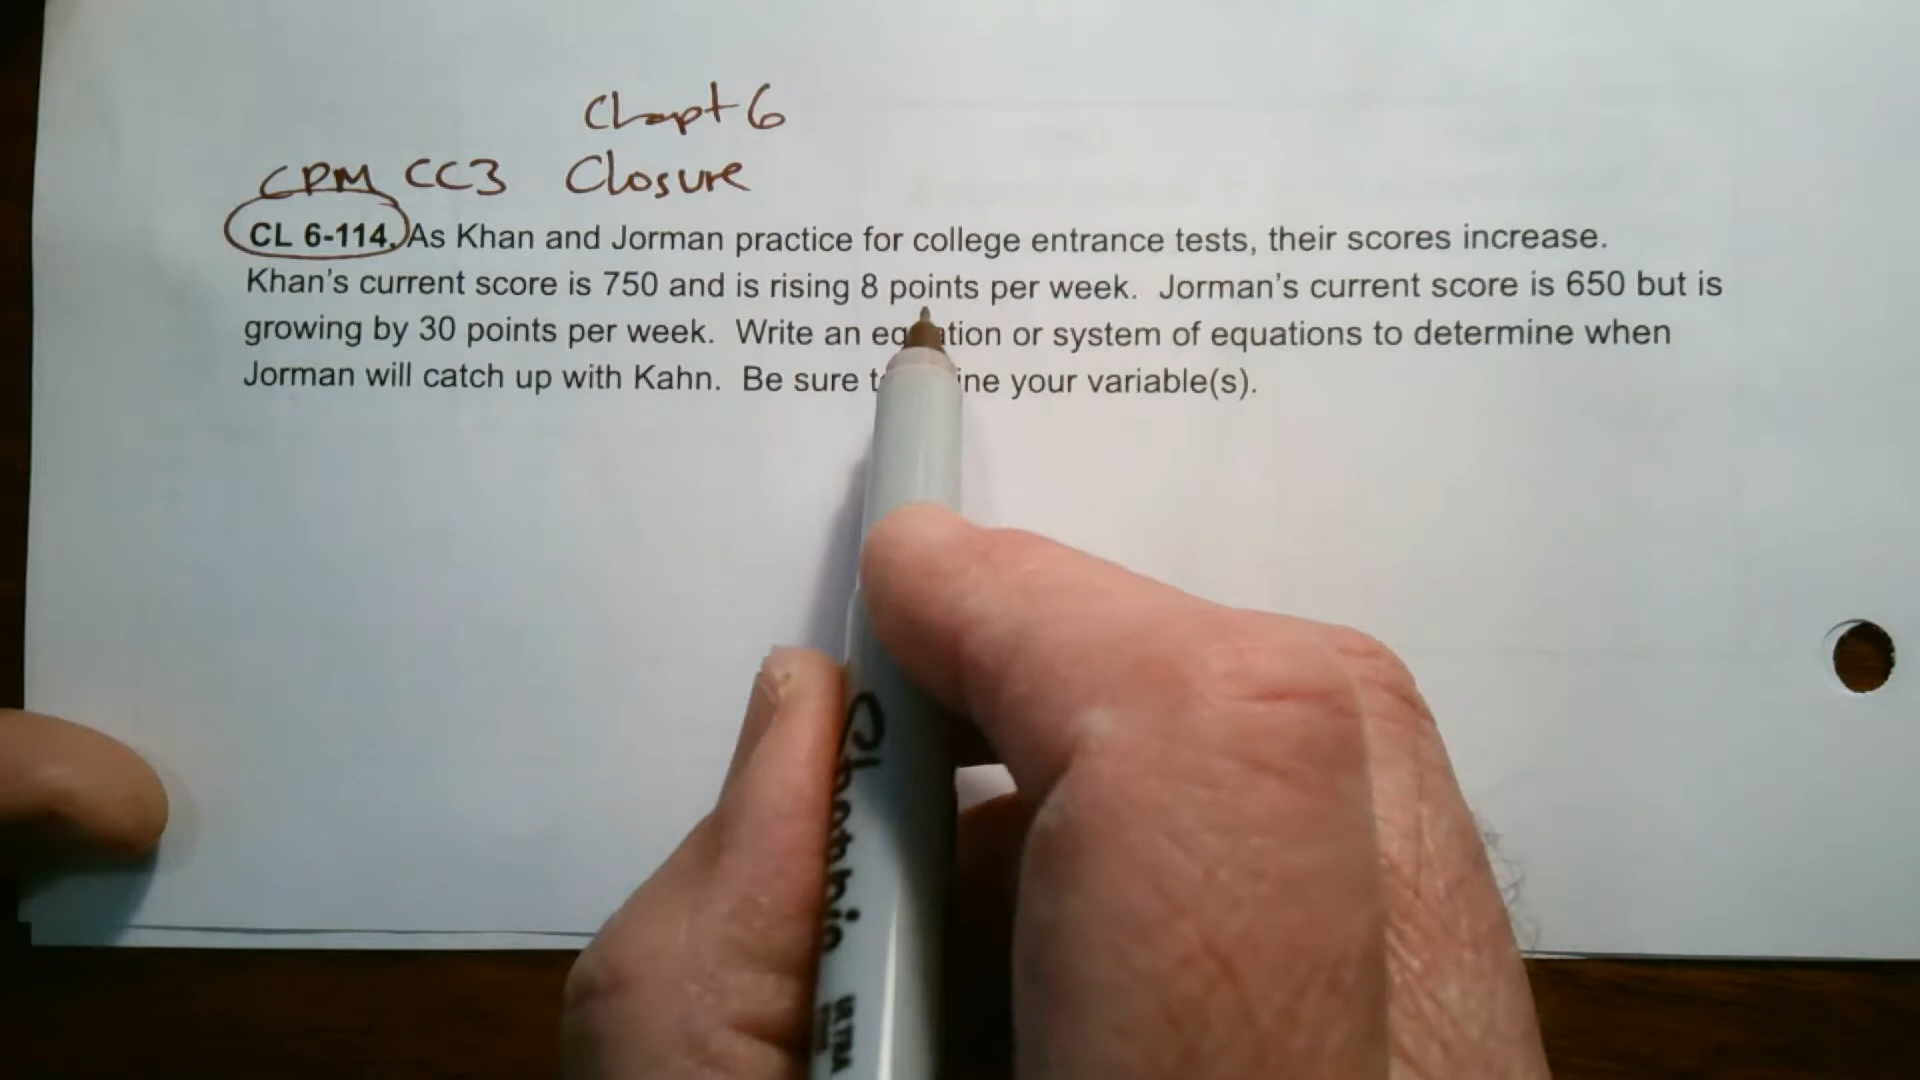 Chapt 6
CPM CC3 Closure
CL 6-114. As Khan and Jorman practice for college entrance tests, their scores increase.
Khan's current score is 750 and is rising 8 points per week. Jorman's current score is 650 but is
growing by 30 points per week. Write an equation or system of equations to determine when
Jorman will catch up with Kahn. Be sure your variable(s).
Sharpie
ULTRA